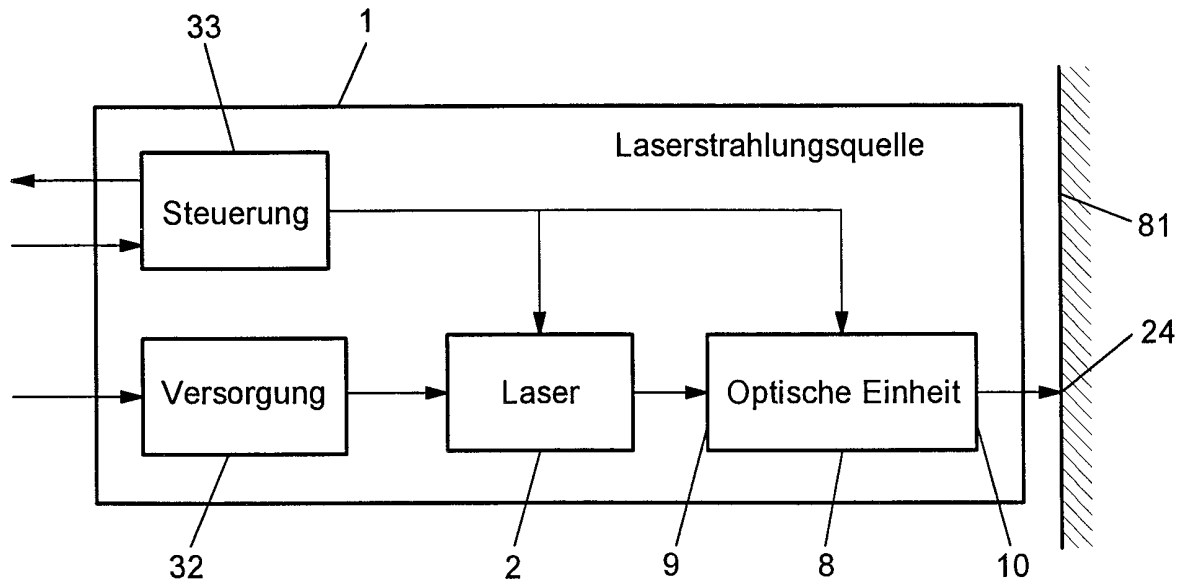 33
1
Laserstrahlungsquelle
Steuerung
81
24
Versorgung
Laser
Optische Einheit
32
2
9
8
10